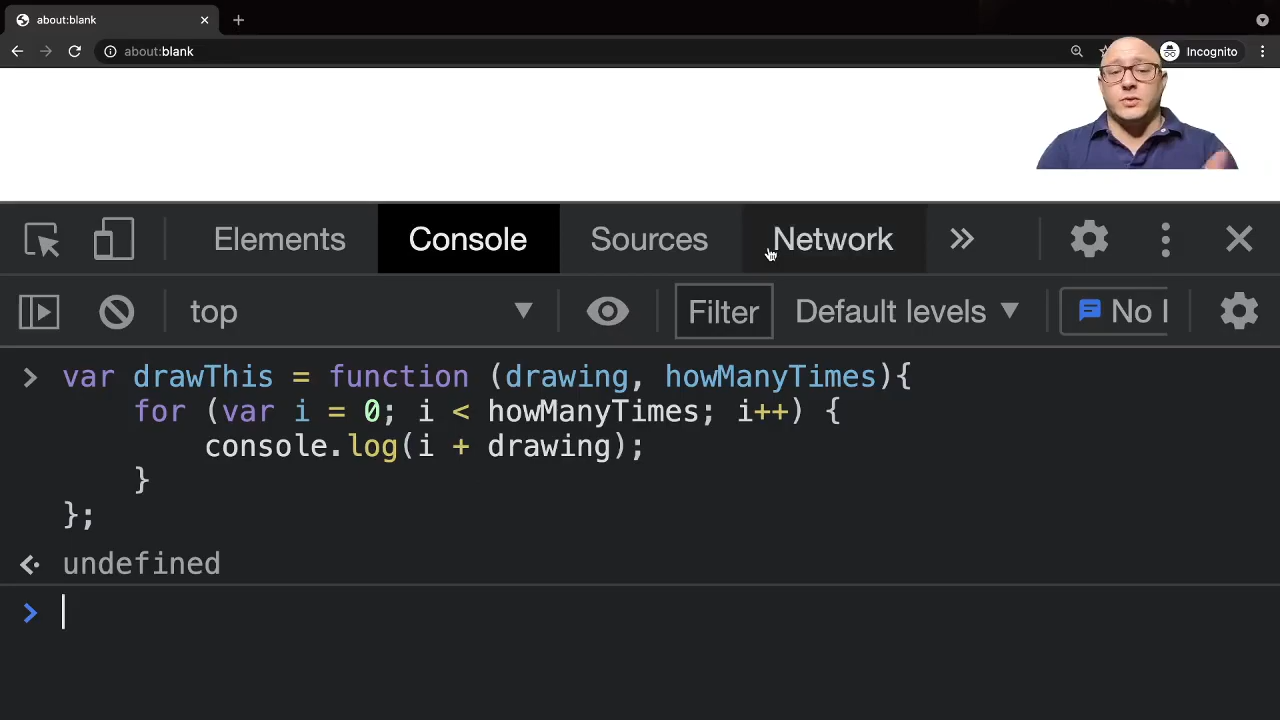 about:blank
about:blank
Incognito
Elements Console Sources Network
top Filter Default levels No I
var drawThis = function (drawing, howManyTimes){
for (var i = 0; i < howManyTimes; i++) {
console.log(i + drawing);
}
};
undefined